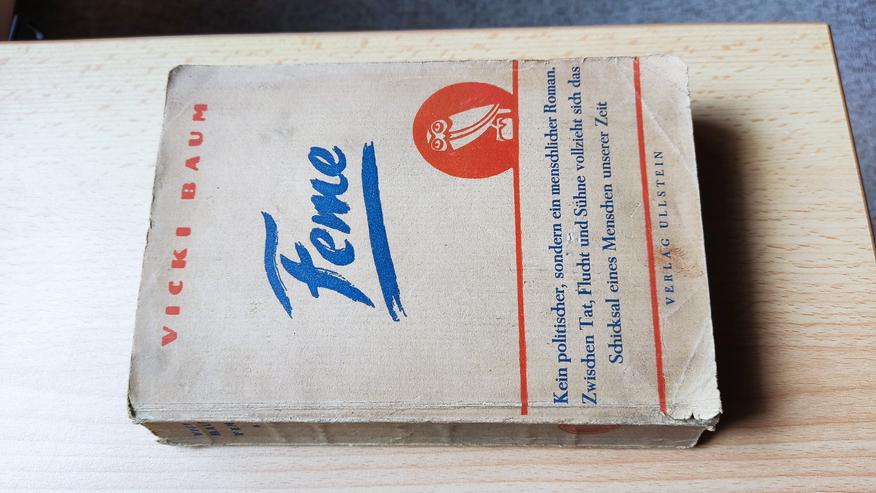 VICKI BAUM
Feme
Kein politischer, sondern ein menschlicher Roman.
Zwischen Tat, Flucht und Sühne vollzieht sich das
Schicksal eines Menschen unserer Zeit
VERLAG ULLSTEIN